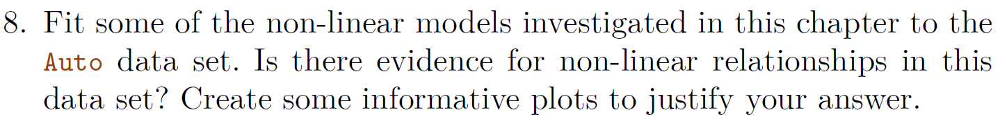 8. Fit some of the non-linear models investigated in this chapter to the
Auto data set. Is there evidence for non-linear relationships in this
data set? Create some informative plots to justify your answer.